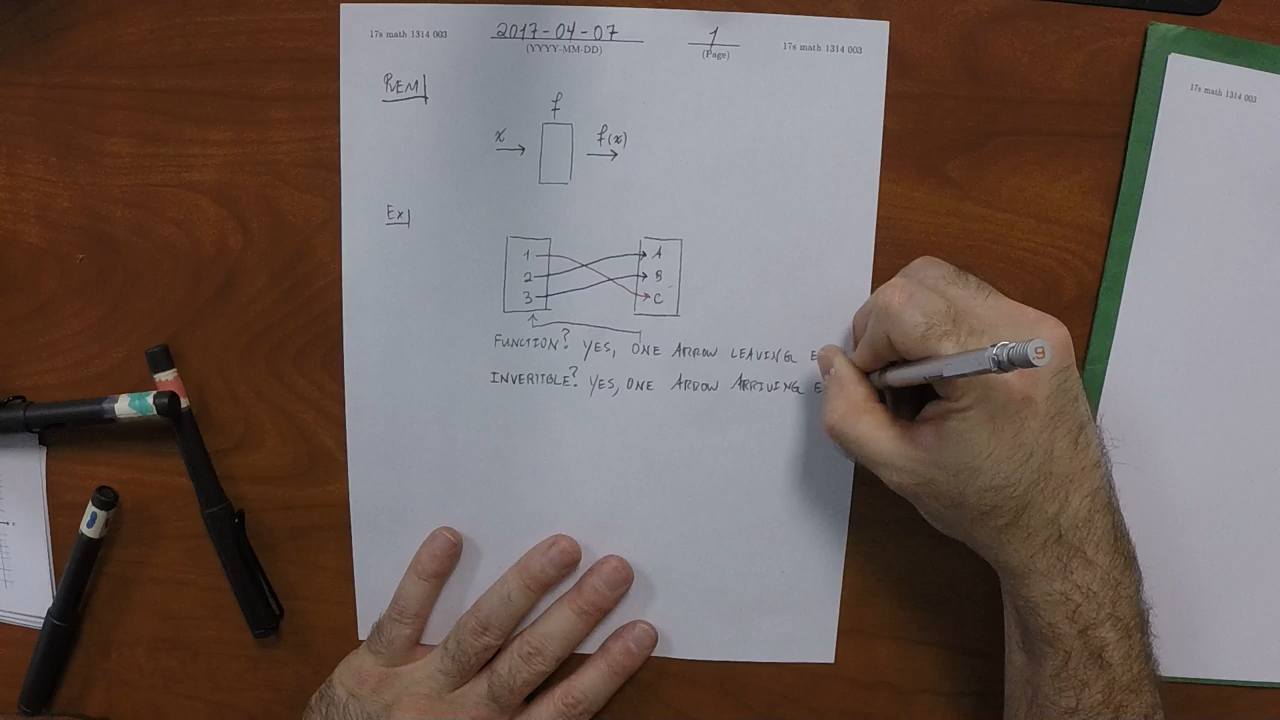 17s math 1314 003 2017-04-07 1 17s math 1314 003
(YYYY-MM-DD) (Page)
REM
f
x f(x)
Ex
1 A
2 B
3 C
FUNCTION? YES, ONE ARROW LEAVING E
INVERTIBLE? YES, ONE ARROW ARRIVING E
17s math 1314 003
.9